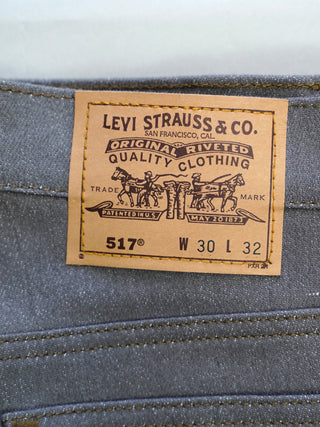 LEVI STRAUSS & CO.
SAN FRANCISCO, CAL.
ORIGINAL RIVETED
QUALITY CLOTHING
TRADE MARK
PATENTED IN U.S. MAY 20 1873
517® W 30 L 32